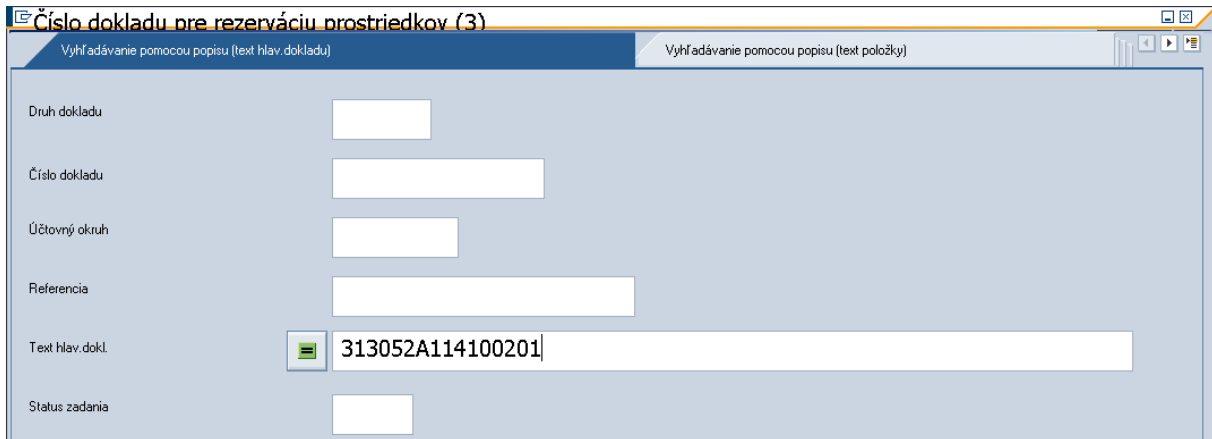 Číslo dokladu pre rezerváciu prostriedkov (3)
Vyhľadávanie pomocou popisu (text hlav.dokladu)
Vyhľadávanie pomocou popisu (text položky)
Druh dokladu
Číslo dokladu
Účtovný okruh
Referencia
Text hlav.dokl.
313052A114100201
Status zadania